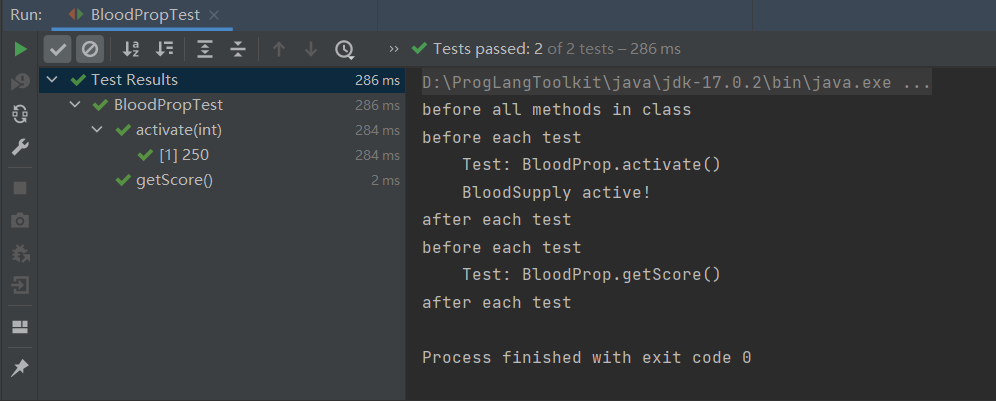 Run: BloodPropTest
Tests passed: 2 of 2 tests – 286 ms
Test Results 286 ms
BloodPropTest 286 ms
activate(int) 284 ms
[1] 250 284 ms
getScore() 2 ms
D:\ProgLangToolkit\java\jdk-17.0.2\bin\java.exe ...
before all methods in class
before each test
Test: BloodProp.activate()
BloodSupply active!
after each test
before each test
Test: BloodProp.getScore()
after each test
Process finished with exit code 0